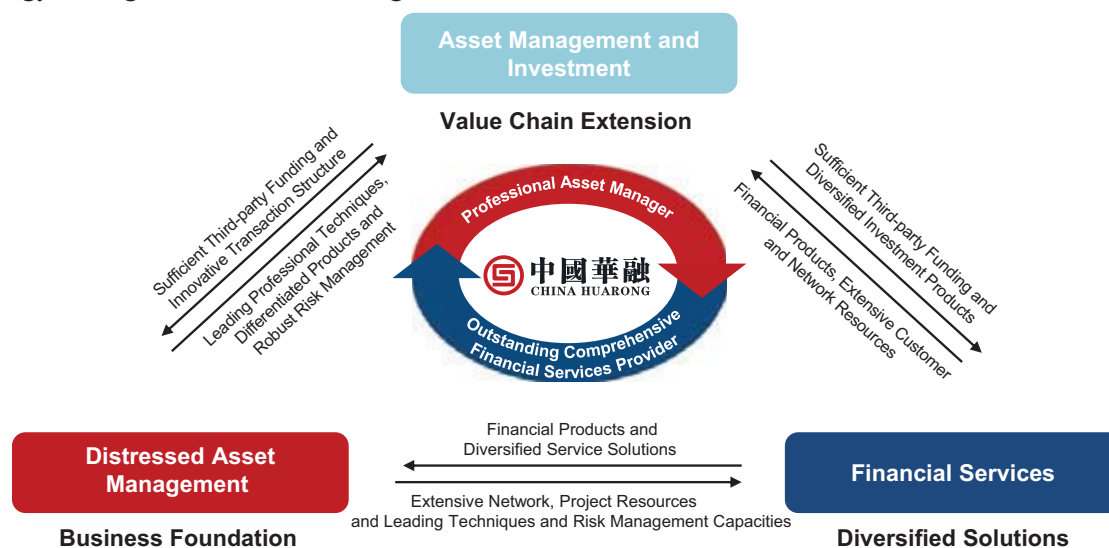 Asset Management and
Investment
Value Chain Extension
Sufficient Third-party Funding and
Innovative Transaction Structure
Leading Professional Techniques,
Differentiated Products and
Robust Risk Management
Professional Asset Manager
中國華融
CHINA HUARONG
Outstanding Comprehensive
Financial Services Provider
Sufficient Third-party Funding and
Diversified Investment Products
Financial Products, Extensive Customer
and Network Resources
Distressed Asset
Management
Business Foundation
Financial Products and
Diversified Service Solutions
Extensive Network, Project Resources
and Leading Techniques and Risk Management Capacities
Financial Services
Diversified Solutions